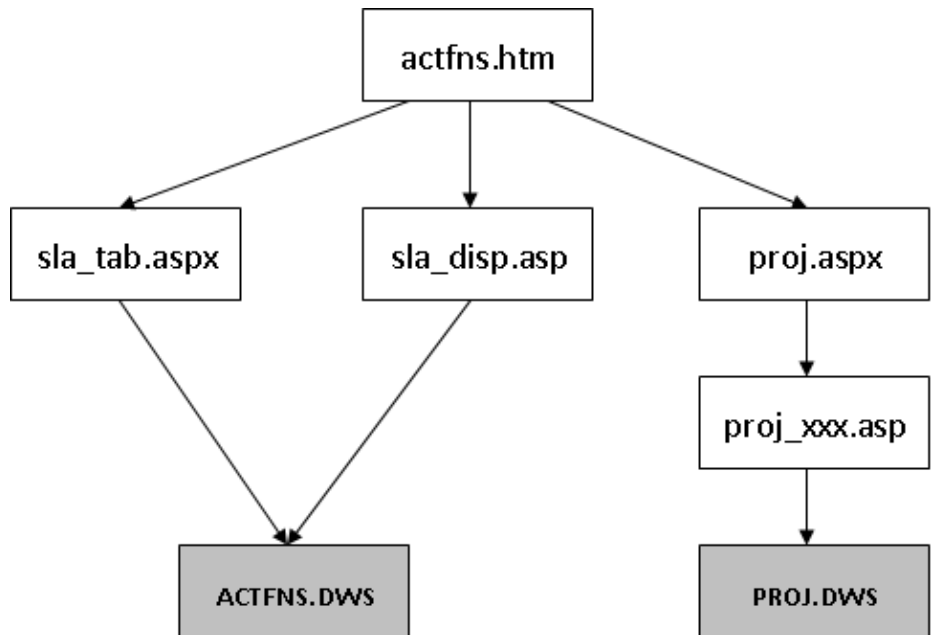 actfns.htm
sla_tab.aspx
sla_disp.asp
proj.aspx
proj_xxx.asp
ACTFNS.DWS
PROJ.DWS